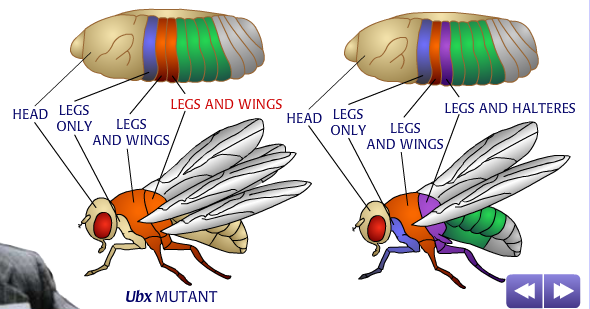 LEGS AND WINGS
HEAD
LEGS
ONLY
LEGS
AND WINGS
Ubx MUTANT
LEGS AND HALTERES
HEAD
LEGS
ONLY
LEGS
AND WINGS